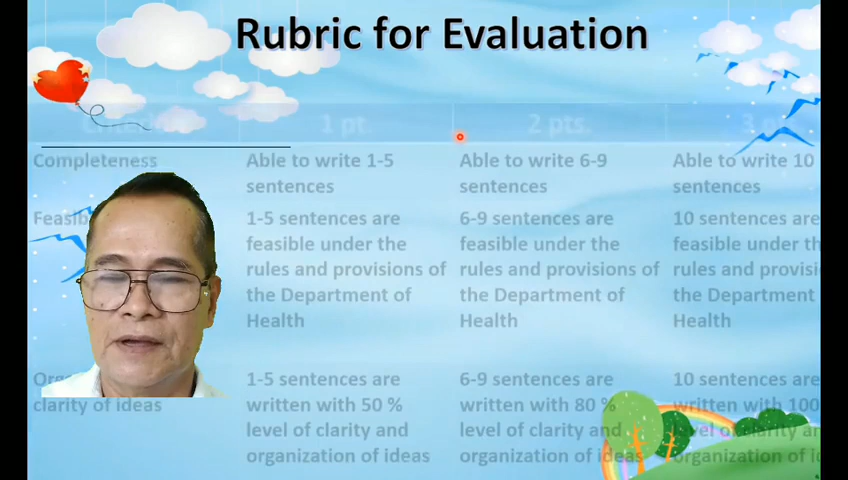 Rubric for Evaluation
1 pt.
2 pts.
Completeness
Able to write 1-5
sentences
Able to write 6-9
sentences
Able to write 10
sentences
1-5 sentences are
feasible under the
rules and provisions of
the Department of
Health
6-9 sentences are
feasible under the
rules and provisions of
the Department of
Health
10 sentences are
feasible under
the Department
Health
clarity of ideas
1-5 sentences are
written with 50 %
level of clarity and
organization of ideas
6-9 sentences are
written with 80 %
level of clarity and
organization of ideas
10 sentences are
written with 100
level of clarity
organization of